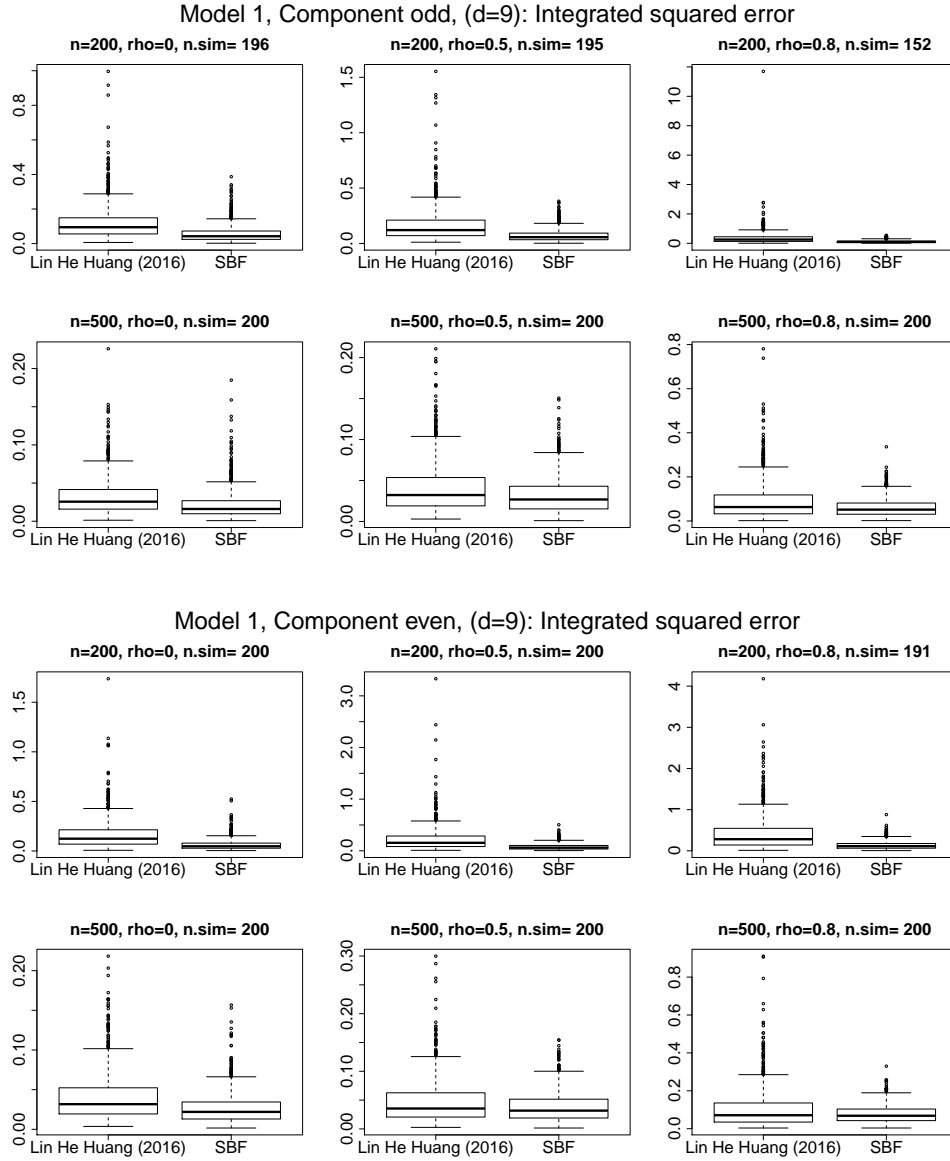 Model 1, Component odd, (d=9): Integrated squared error
n=200, rho=0, n.sim= 196
n=200, rho=0.5, n.sim= 195
n=200, rho=0.8, n.sim= 152
0.0 0.4 0.8
Lin He Huang (2016) SBF
0.0 0.5 1.0 1.5
Lin He Huang (2016) SBF
0 2 4 6 8 10
Lin He Huang (2016) SBF
n=500, rho=0, n.sim= 200
n=500, rho=0.5, n.sim= 200
n=500, rho=0.8, n.sim= 200
0.00 0.10 0.20
Lin He Huang (2016) SBF
0.00 0.10 0.20
Lin He Huang (2016) SBF
0.0 0.2 0.4 0.6 0.8
Lin He Huang (2016) SBF
Model 1, Component even, (d=9): Integrated squared error
n=200, rho=0, n.sim= 200
n=200, rho=0.5, n.sim= 200
n=200, rho=0.8, n.sim= 191
0.0 0.5 1.0 1.5
Lin He Huang (2016) SBF
0.0 1.0 2.0 3.0
Lin He Huang (2016) SBF
0 1 2 3 4
Lin He Huang (2016) SBF
n=500, rho=0, n.sim= 200
n=500, rho=0.5, n.sim= 200
n=500, rho=0.8, n.sim= 200
0.00 0.10 0.20
Lin He Huang (2016) SBF
0.00 0.10 0.20 0.30
Lin He Huang (2016) SBF
0.0 0.2 0.4 0.6 0.8
Lin He Huang (2016) SBF